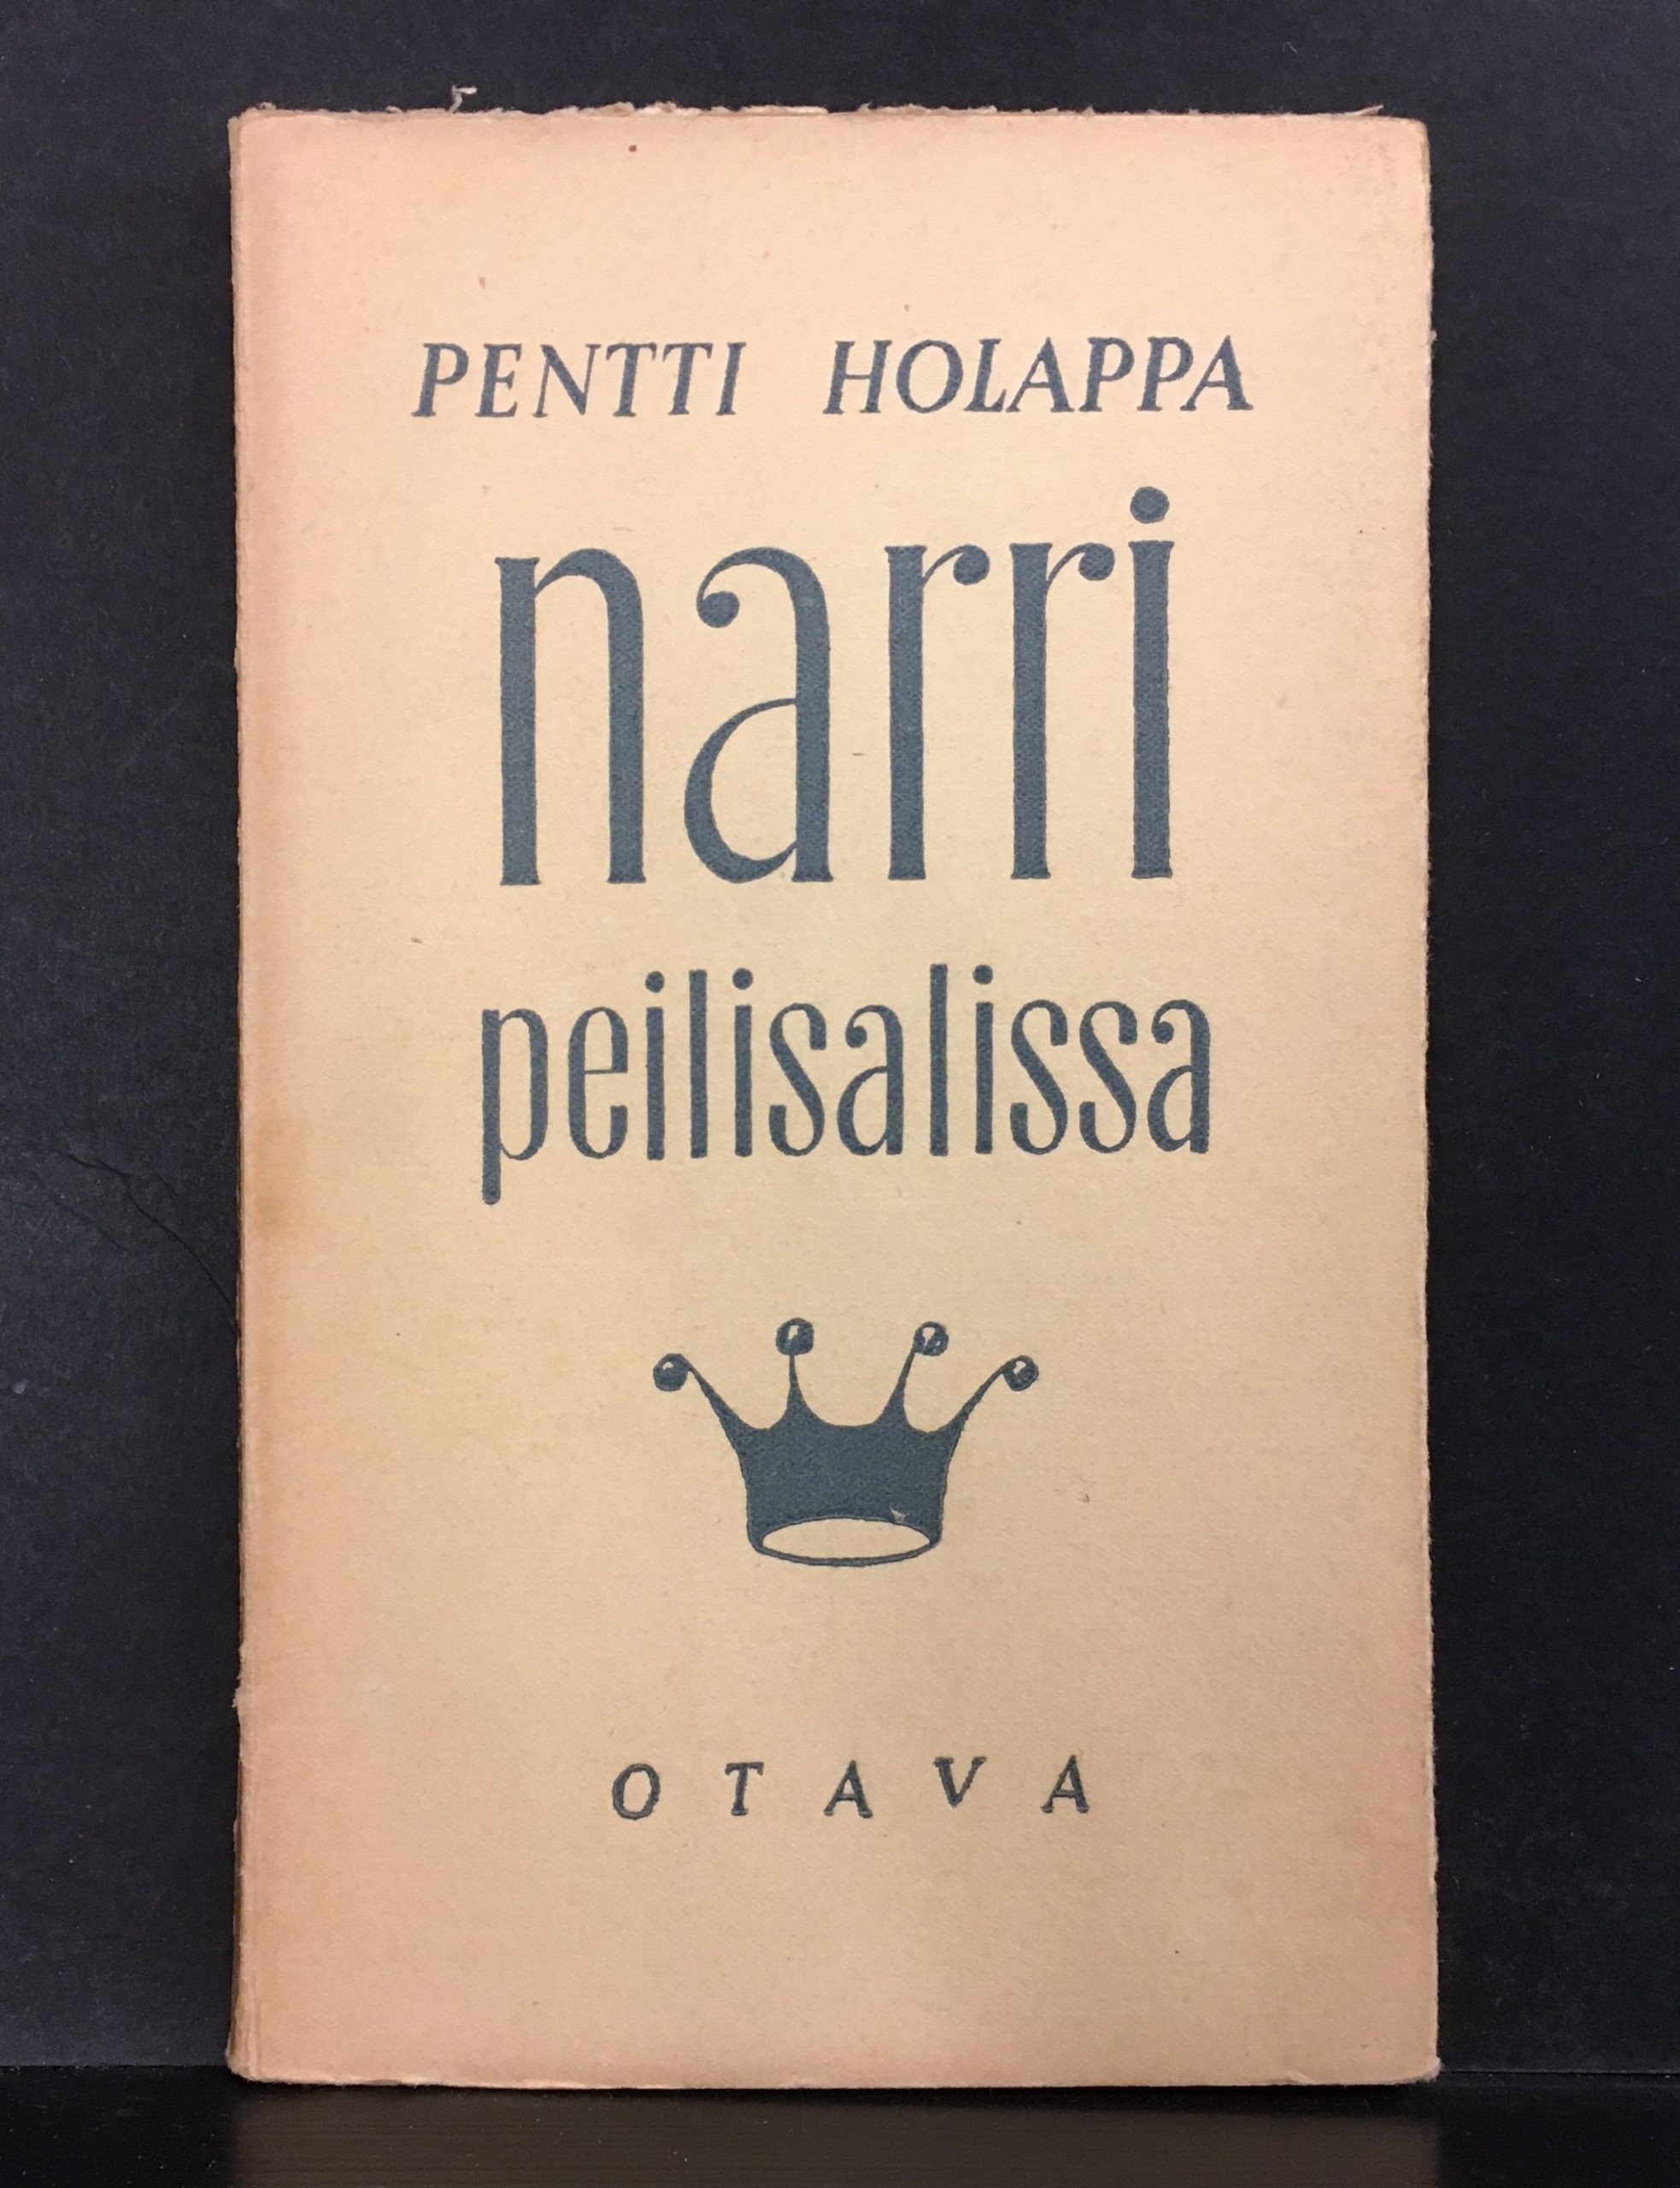 PENTTI HOLAPPA
narri
peilisalissa
OTAVA